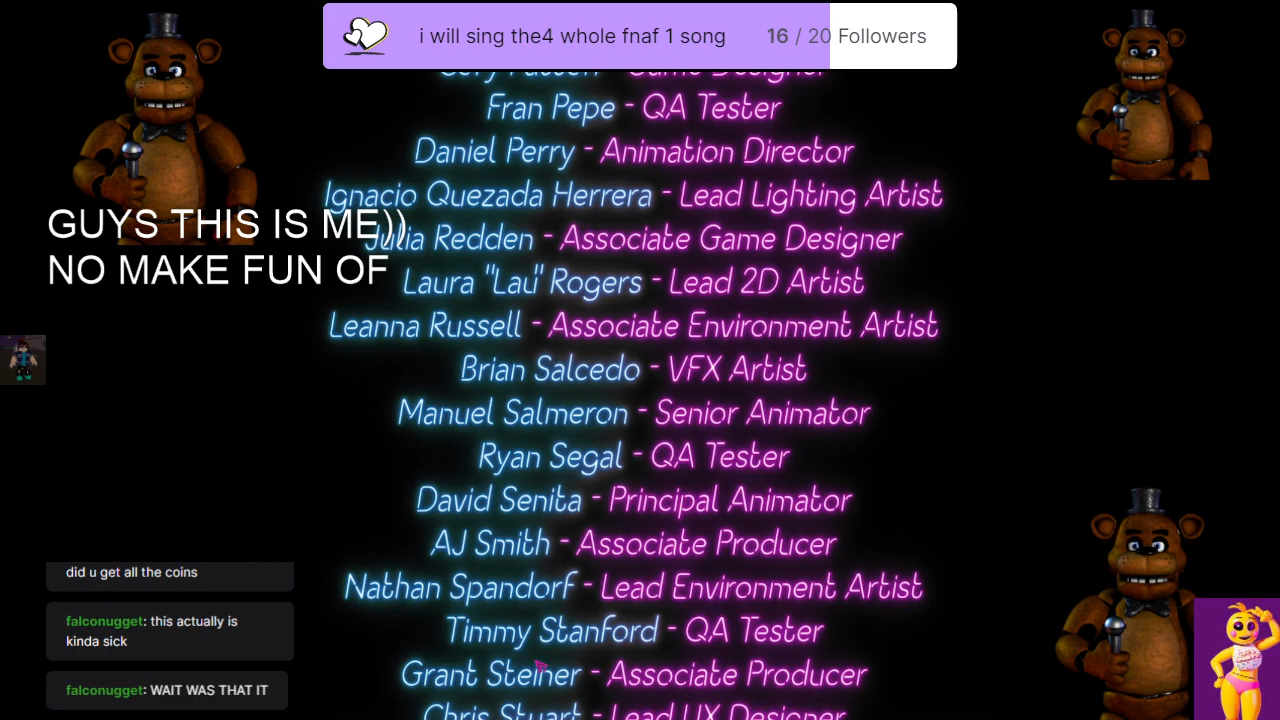 i will sing the4 whole fnaf 1 song 16 / 20 Followers
Fran Pepe - QA Tester
Daniel Perry - Animation Director
Ignacio Quezada Herrera - Lead Lighting Artist
GUYS THIS IS ME))
Julia Redden - Associate Game Designer
NO MAKE FUN OF
Laura "Lau" Rogers - Lead 2D Artist
Leanna Russell - Associate Environment Artist
Brian Salcedo - VFX Artist
Manuel Salmeron - Senior Animator
Ryan Segal - QA Tester
David Senita - Principal Animator
AJ Smith - Associate Producer
Nathan Spandorf - Lead Environment Artist
Timmy Stanford - QA Tester
Grant Steiner - Associate Producer
Chris Stuart - Lead UX Designer
did u get all the coins
falconugget: this actually is
kinda sick
falconugget: WAIT WAS THAT IT